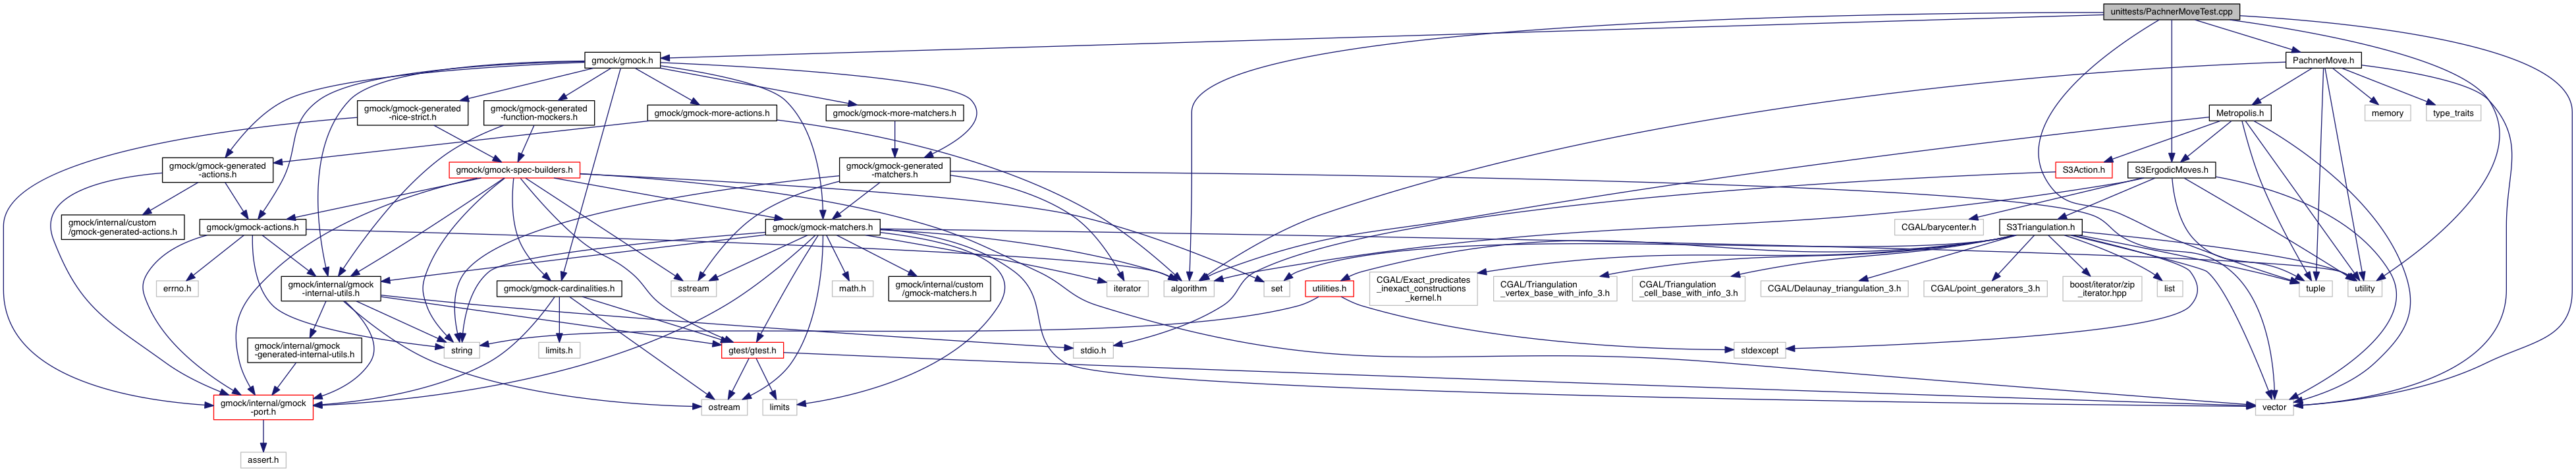 unittests/PachnerMoveTest.cpp
gmock/gmock.h
PachnerMove.h
gmock/gmock-generated
-nice-strict.h
gmock/gmock-generated
-function-mockers.h
gmock/gmock-more-actions.h
gmock/gmock-more-matchers.h
Metropolis.h
memory
type_traits
gmock/gmock-generated
-actions.h
gmock/gmock-spec-builders.h
gmock/gmock-generated
-matchers.h
S3Action.h
S3ErgodicMoves.h
gmock/internal/custom
/gmock-generated-actions.h
gmock/gmock-actions.h
gmock/gmock-matchers.h
CGAL/barycenter.h
S3Triangulation.h
errno.h
gmock/internal/gmock
-internal-utils.h
gmock/gmock-cardinalities.h
sstream
math.h
gmock/internal/custom
/gmock-matchers.h
iterator
algorithm
set
utilities.h
CGAL/Exact_predicates
_inexact_constructions
_kernel.h
CGAL/Triangulation
_vertex_base_with_info_3.h
CGAL/Triangulation
_cell_base_with_info_3.h
CGAL/Delaunay_triangulation_3.h
CGAL/point_generators_3.h
boost/iterator/zip
_iterator.hpp
list
tuple
utility
gmock/internal/gmock
-generated-internal-utils.h
string
limits.h
gtest/gtest.h
stdio.h
stdexcept
gmock/internal/gmock
-port.h
ostream
limits
vector
assert.h